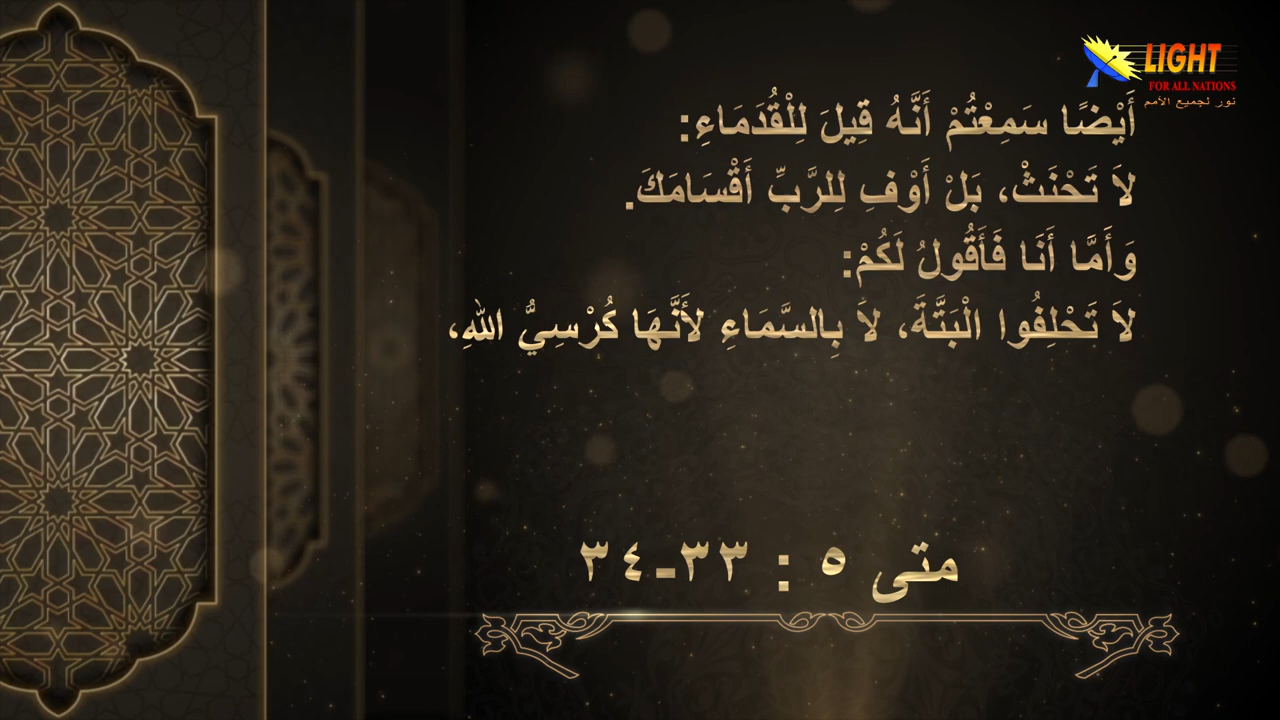 LIGHT
FOR ALL NATIONS
نور لجميع الأمم
أَيْضًا سَمِعْتُمْ أَنَّهُ قِيلَ لِلْقُدَمَاءِ:
لاَ تَحْنَثْ، بَلْ أَوْفِ لِلرَّبِّ أَقْسَامَكَ.
وَأَمَّا أَنَا فَأَقُولُ لَكُمْ:
لاَ تَحْلِفُوا الْبَتَّةَ، لاَ بِالسَّمَاءِ لأَنَّهَا كُرْسِيُّ اللهِ،
متى ٥ : ٣٣-٣٤